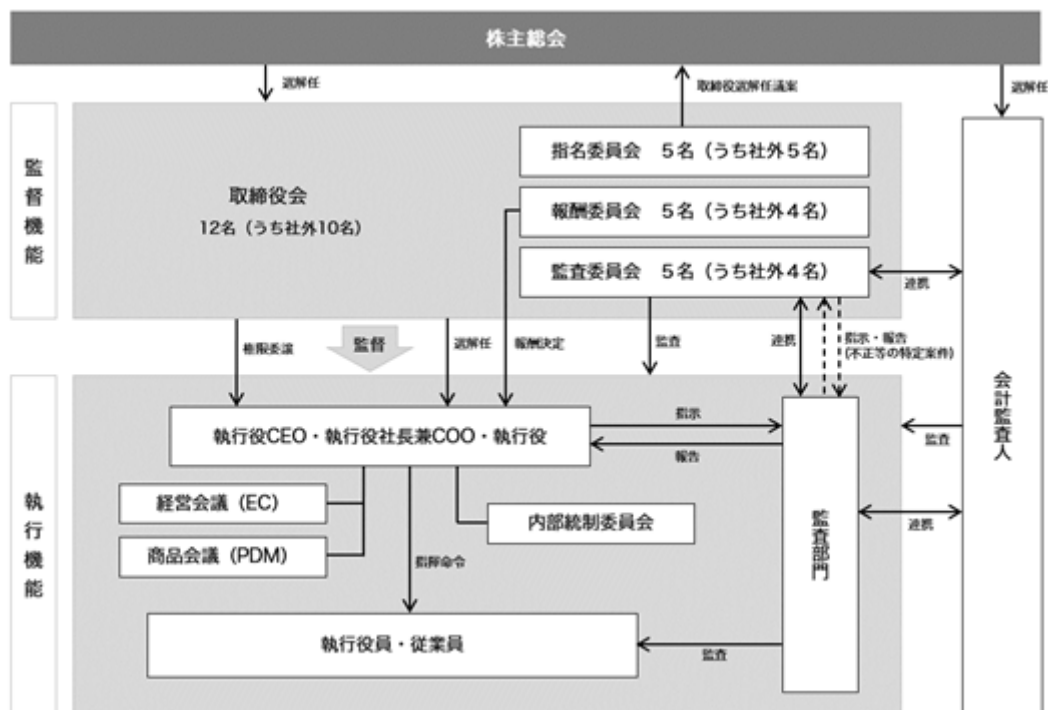 株主総会
選解任
取締役選解任議案
選解任
監督機能
取締役会
12名（うち社外10名）
指名委員会　５名（うち社外５名）
報酬委員会　５名（うち社外４名）
監査委員会　５名（うち社外４名）
連携
権限委譲
監督
選解任
報酬決定
監査
連携
指示・報告
(不正等の特定案件)
会計監査人
執行機能
執行役CEO・執行役社長兼COO・執行役
指示
報告
監査
経営会議（EC）
商品会議（PDM）
内部統制委員会
監査部門
連携
指揮命令
執行役員・従業員
監査